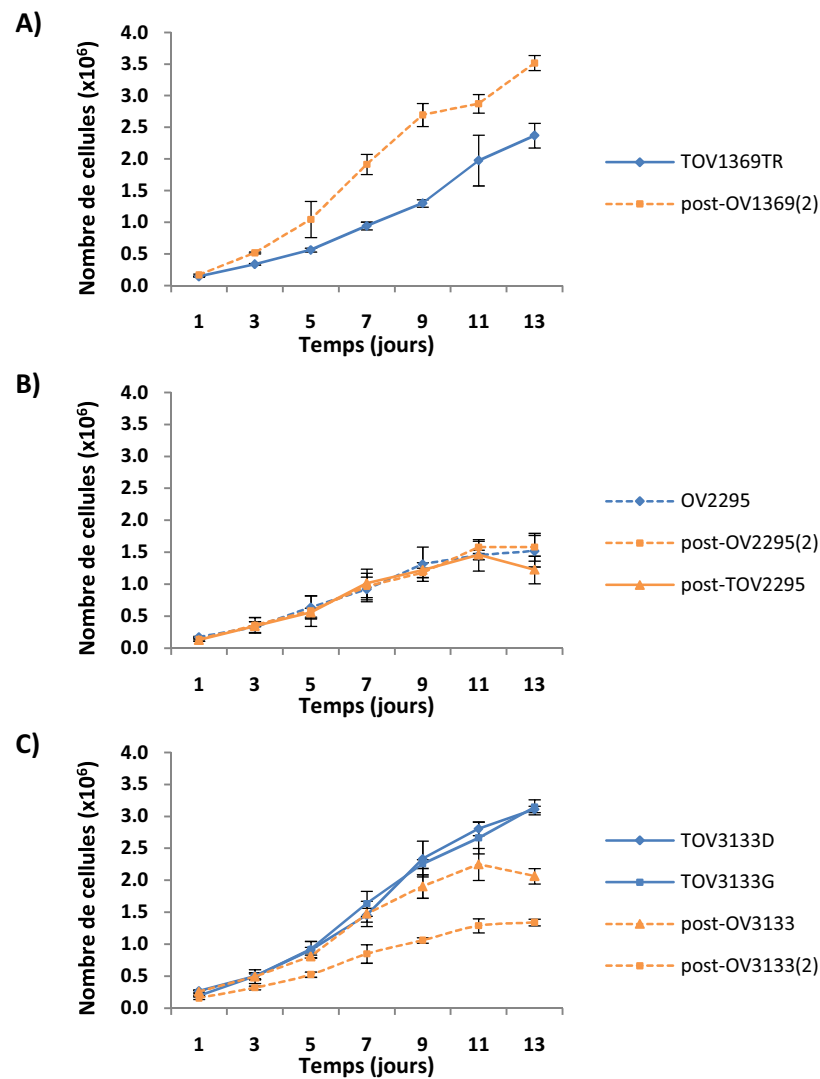 A)
Nombre de cellules (x10⁶)
4.0
3.5
3.0
2.5
2.0
1.5
1.0
0.5
0.0
1 3 5 7 9 11 13
Temps (jours)
TOV1369TR
post-OV1369(2)
B)
Nombre de cellules (x10⁶)
4.0
3.5
3.0
2.5
2.0
1.5
1.0
0.5
0.0
1 3 5 7 9 11 13
Temps (jours)
OV2295
post-OV2295(2)
post-TOV2295
C)
Nombre de cellules (x10⁶)
4.0
3.5
3.0
2.5
2.0
1.5
1.0
0.5
0.0
1 3 5 7 9 11 13
Temps (jours)
TOV3133D
TOV3133G
post-OV3133
post-OV3133(2)